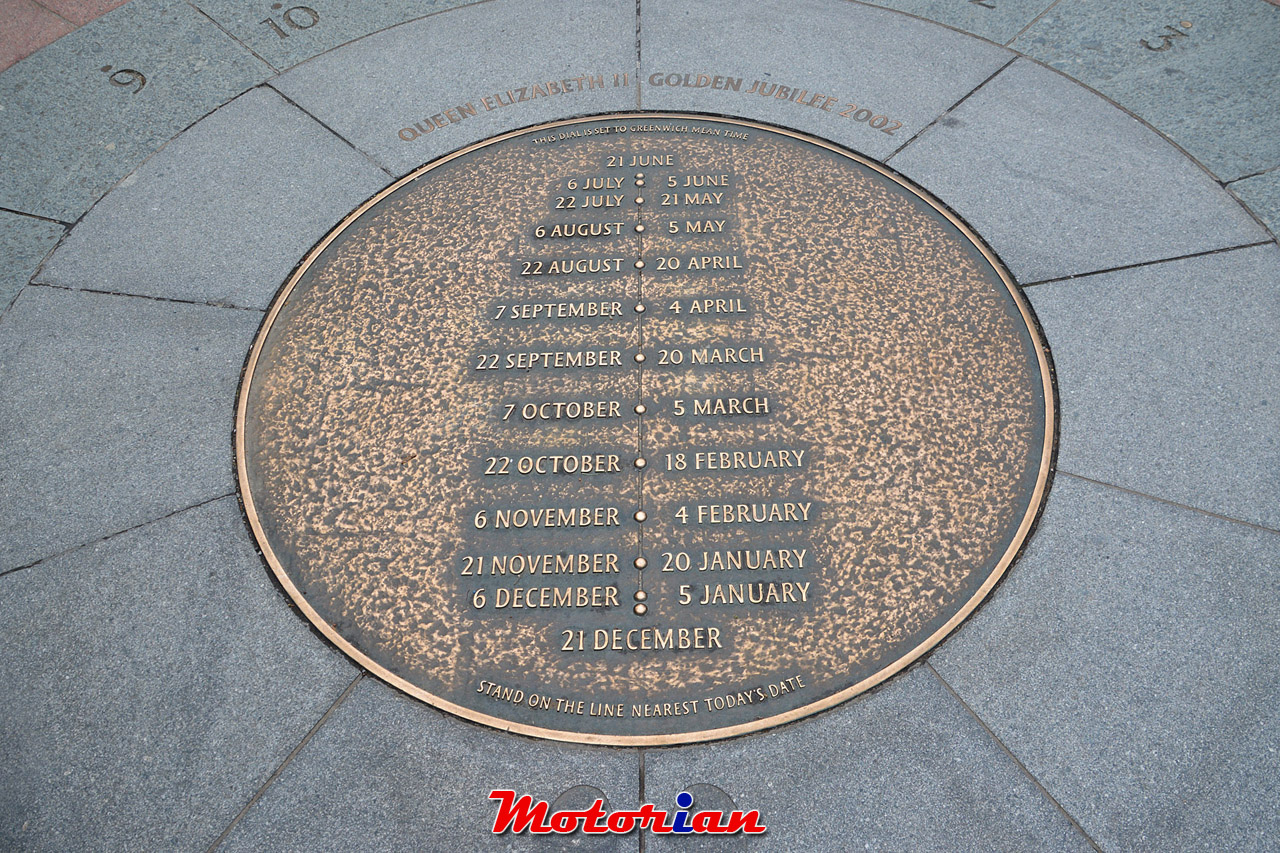 9 10 3
QUEEN ELIZABETH II GOLDEN JUBILEE 2002
THIS DIAL IS SET TO GREENWICH MEAN TIME
21 JUNE
6 JULY 5 JUNE
22 JULY 21 MAY
6 AUGUST 5 MAY
22 AUGUST 20 APRIL
7 SEPTEMBER 4 APRIL
22 SEPTEMBER 20 MARCH
7 OCTOBER 5 MARCH
22 OCTOBER 18 FEBRUARY
6 NOVEMBER 4 FEBRUARY
21 NOVEMBER 20 JANUARY
6 DECEMBER 5 JANUARY
21 DECEMBER
STAND ON THE LINE NEAREST TODAY'S DATE
Motorian